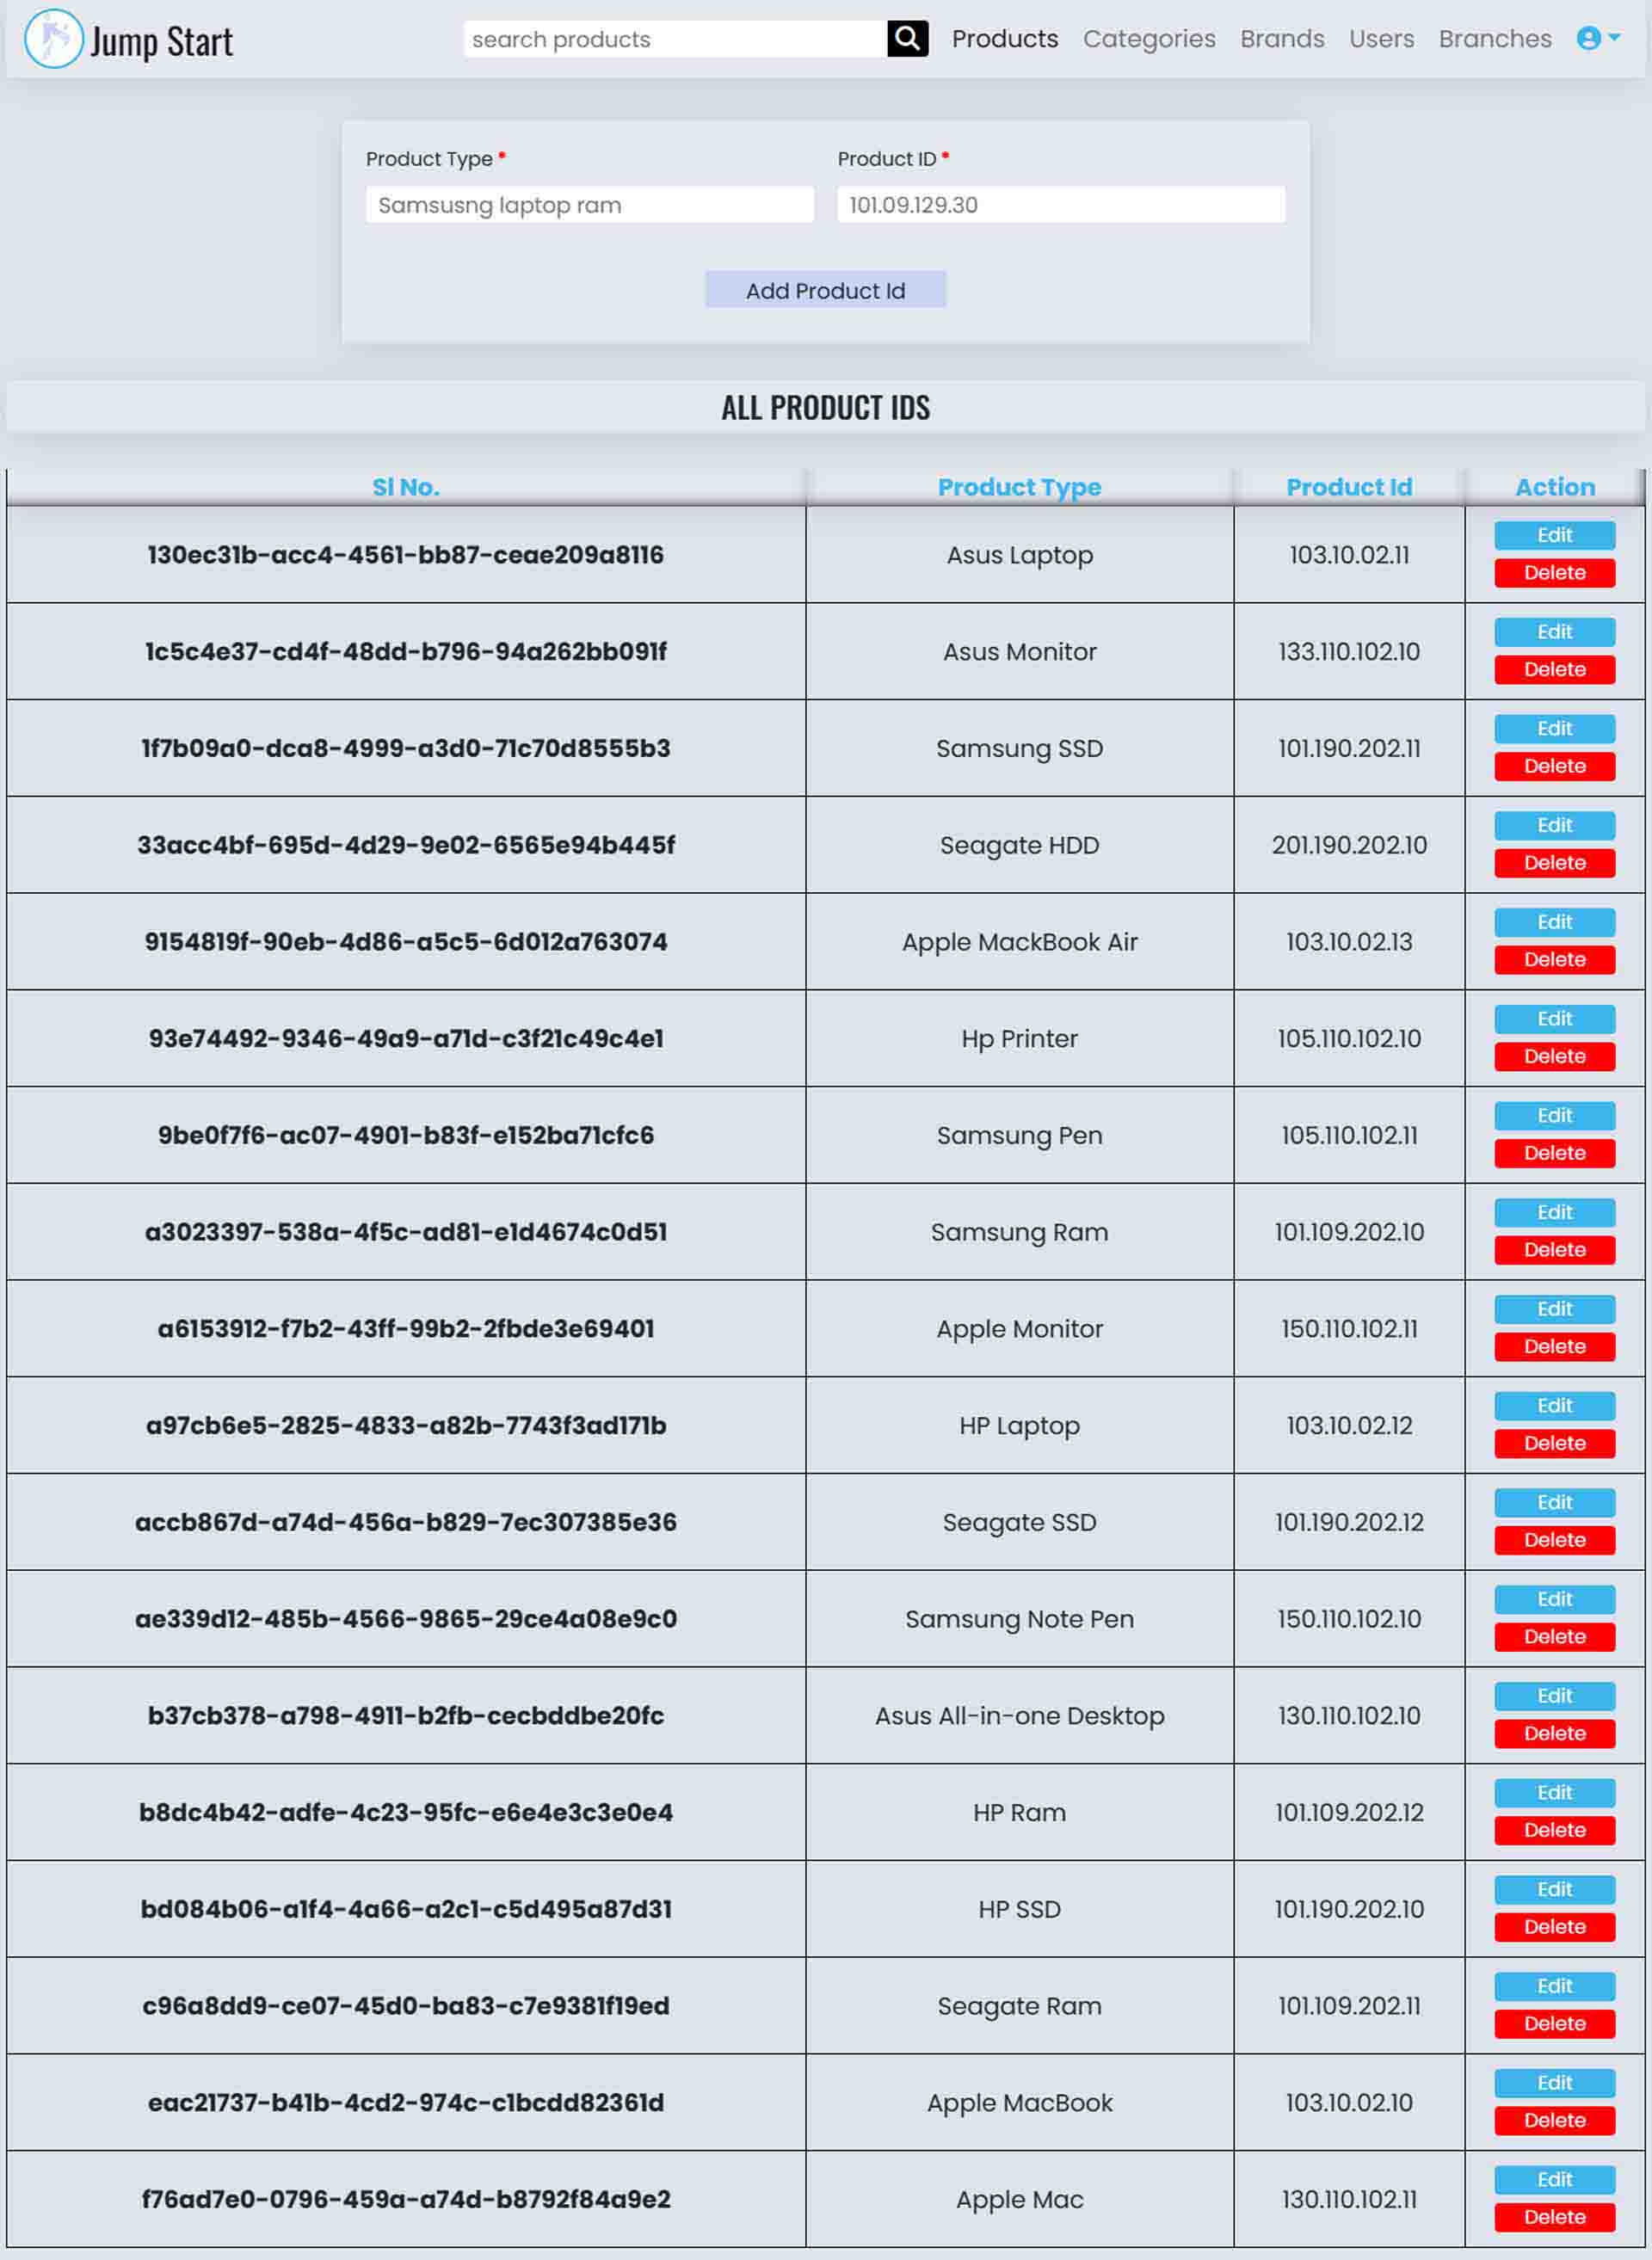 Jump Start search products Products Categories Brands Users Branches
Product Type * Product ID *
Samsusng laptop ram 101.09.129.30
Add Product Id
ALL PRODUCT IDS
Sl No. Product Type Product Id Action
130ec31b-acc4-4561-bb87-ceae209a8116 Asus Laptop 103.10.02.11 Edit
Delete
1c5c4e37-cd4f-48dd-b796-94a262bb091f Asus Monitor 133.110.102.10 Edit
Delete
1f7b09a0-dca8-4999-a3d0-71c70d8555b3 Samsung SSD 101.190.202.11 Edit
Delete
33acc4bf-695d-4d29-9e02-6565e94b445f Seagate HDD 201.190.202.10 Edit
Delete
9154819f-90eb-4d86-a5c5-6d012a763074 Apple MackBook Air 103.10.02.13 Edit
Delete
93e74492-9346-49a9-a71d-c3f21c49c4e1 Hp Printer 105.110.102.10 Edit
Delete
9be0f7f6-ac07-4901-b83f-e152ba71cfc6 Samsung Pen 105.110.102.11 Edit
Delete
a3023397-538a-4f5c-ad81-e1d4674c0d51 Samsung Ram 101.109.202.10 Edit
Delete
a6153912-f7b2-43ff-99b2-2fbde3e69401 Apple Monitor 150.110.102.11 Edit
Delete
a97cb6e5-2825-4833-a82b-7743f3ad171b HP Laptop 103.10.02.12 Edit
Delete
accb867d-a74d-456a-b829-7ec307385e36 Seagate SSD 101.190.202.12 Edit
Delete
ae339d12-485b-4566-9865-29ce4a08e9c0 Samsung Note Pen 150.110.102.10 Edit
Delete
b37cb378-a798-4911-b2fb-cecbddbe20fc Asus All-in-one Desktop 130.110.102.10 Edit
Delete
b8dc4b42-adfe-4c23-95fc-e6e4e3c3e0e4 HP Ram 101.109.202.12 Edit
Delete
bd084b06-a1f4-4a66-a2c1-c5d495a87d31 HP SSD 101.190.202.10 Edit
Delete
c96a8dd9-ce07-45d0-ba83-c7e9381f19ed Seagate Ram 101.109.202.11 Edit
Delete
eac21737-b41b-4cd2-974c-c1bcdd82361d Apple MacBook 103.10.02.10 Edit
Delete
f76ad7e0-0796-459a-a74d-b8792f84a9e2 Apple Mac 130.110.102.11 Edit
Delete